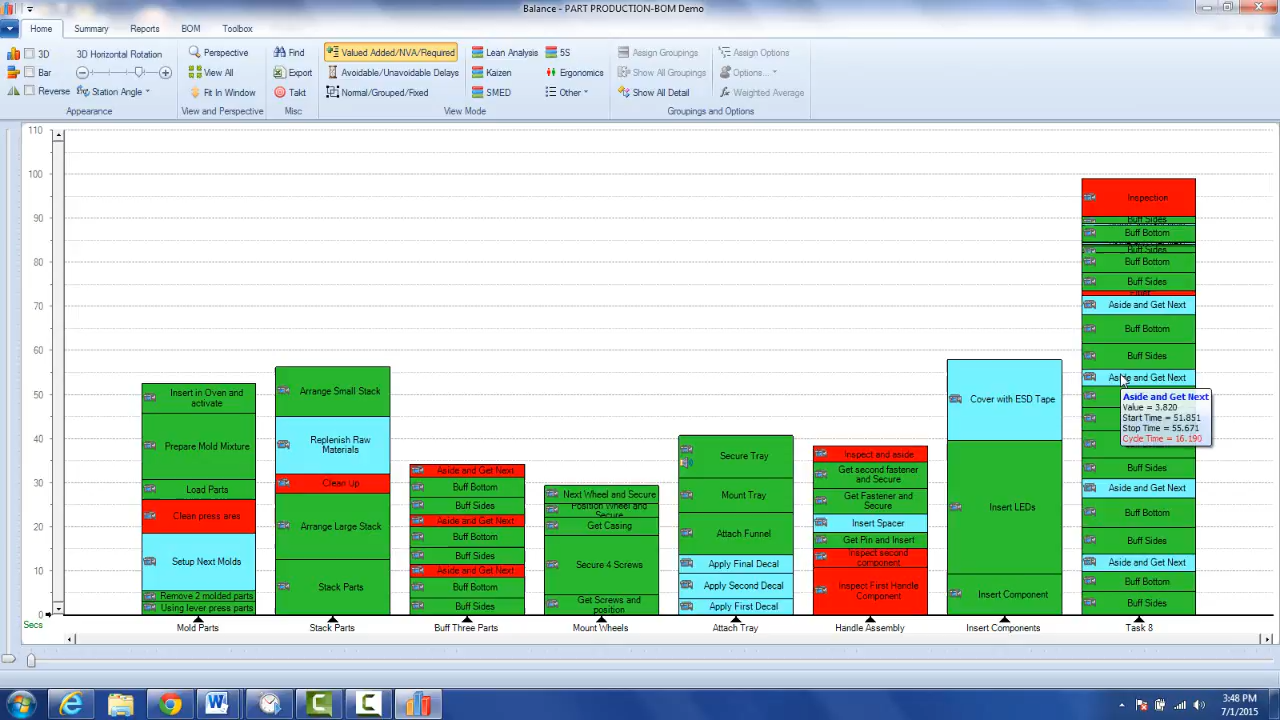 Balance - PART PRODUCTION-BOM Demo
Home Summary Reports BOM Toolbox
3D 3D Horizontal Rotation Perspective Find Valued Added/NVA/Required Lean Analysis 5S Assign Groupings Assign Options
Bar View All Export Avoidable/Unavoidable Delays Kaizen Ergonomics Show All Groupings Options...
Reverse Station Angle Fit In Window Takt Normal/Grouped/Fixed SMED Other Show All Detail Weighted Average
Appearance View and Perspective Misc View Mode Groupings and Options
110
100
90
80
70
60
50
40
30
20
10
0
Secs
Insert in Oven and
activate
Prepare Mold Mixture
Load Parts
Clean press area
Setup Next Molds
Remove 2 molded parts
Using lever press parts
Mold Parts
Arrange Small Stack
Replenish Raw
Materials
Clean up
Arrange Large Stack
Stack Parts
Stack Parts
Aside and Get Next
Buff Bottom
Buff Sides
Aside and Get Next
Buff Bottom
Buff Sides
Aside and Get Next
Buff Bottom
Buff Sides
Buff Three Parts
Next Wheel and Secure
Position Wheel and
Secure
Get Casing
Secure 4 Screws
Get Screws and
position
Mount Wheels
Secure Tray
Mount Tray
Attach Funnel
Apply Final Decal
Apply Second Decal
Apply First Decal
Attach Tray
Inspect and aside
Get second fastener
and Secure
Get Fastener and
Secure
Insert Spacer
Get Pin and Insert
Inspect second
component
Inspect First Handle
Component
Handle Assembly
Cover with ESD Tape
Insert LEDs
Insert Component
Insert Components
Inspection
Buff Sides
Buff Bottom
Buff Sides
Buff Bottom
Buff Sides
Aside and Get Next
Buff Bottom
Buff Sides
Aside and Get Next
Aside and Get Next
Value = 3.820
Start Time = 51.851
Stop Time = 55.671
Cycle Time = 16.190
Buff Sides
Aside and Get Next
Buff Bottom
Buff Sides
Aside and Get Next
Buff Bottom
Buff Sides
Task 8
3:48 PM
7/1/2015